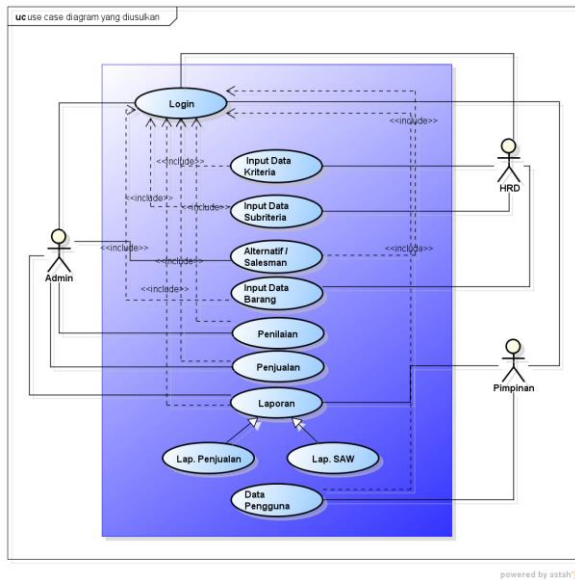 uc use case diagram yang diusulkan
Login
<<include>>
HRD
<<include>>
Input Data
Kriteria
<<include>>
Input Data
Subriteria
Admin
<<include>>
Alternatif /
Salesman
<<include>>
<<include>>
Input Data
Barang
Penilaian
Penjualan
Pimpinan
Laporan
Lap. Penjualan
Lap. SAW
Data
Pengguna
powered by astah*